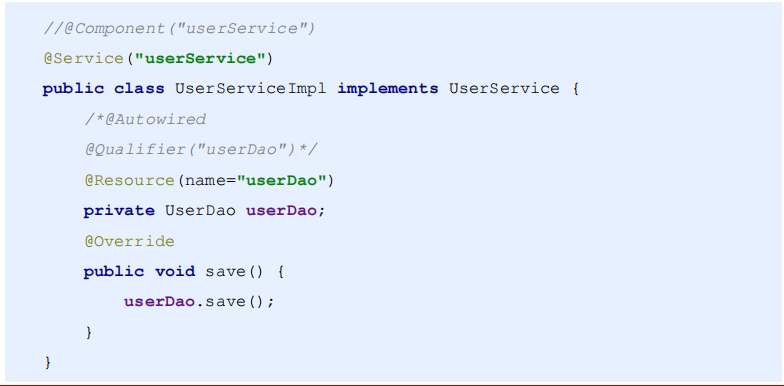 //@Component("userService")
@Service("userService")
public class UserServiceImpl implements UserService {
/*@Autowired
@Qualifier("userDao")*/
@Resource(name="userDao")
private UserDao userDao;
@Override
public void save() {
userDao.save();
}
}